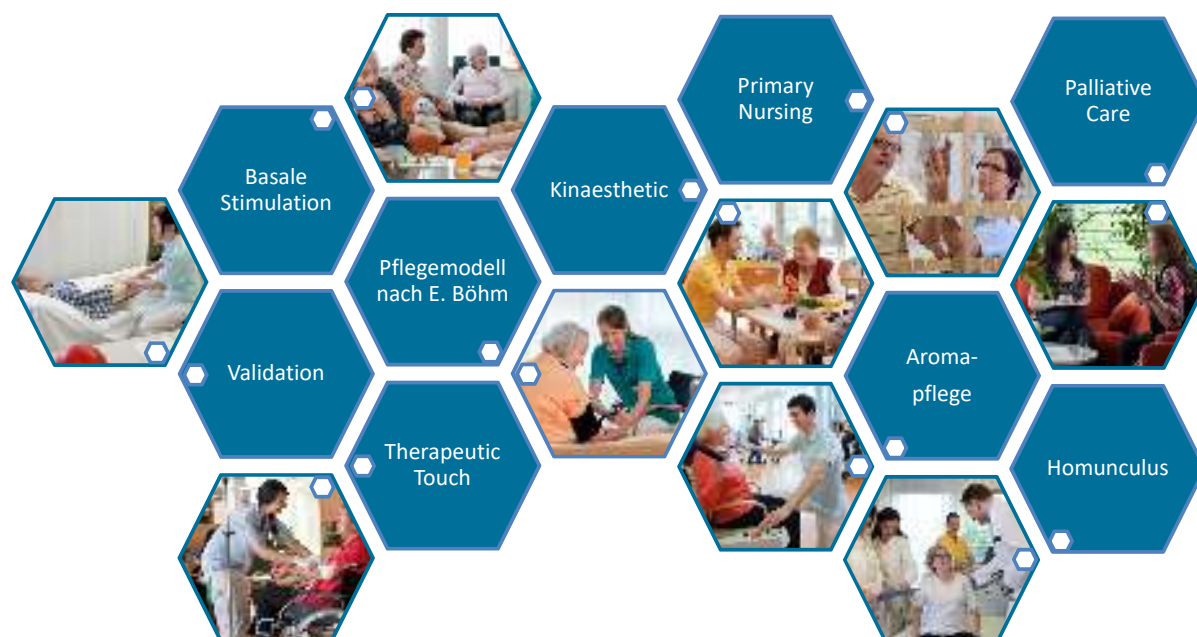 Basale
Stimulation
Validation
Pflegemodell
nach E. Böhm
Therapeutic
Touch
Kinaesthetic
Primary
Nursing
Aroma-
pflege
Palliative
Care
Homunculus